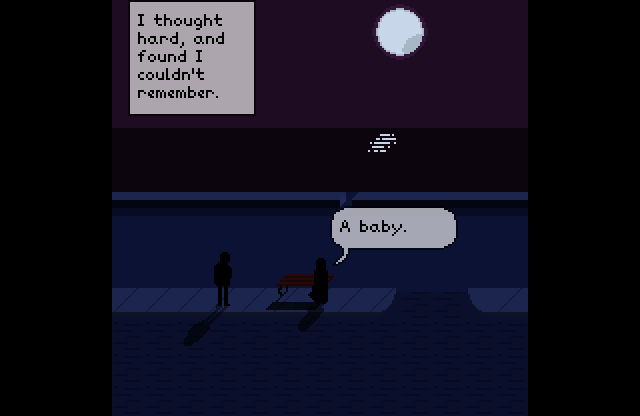 I thought
hard, and
found I
couldn't
remember.
A baby.